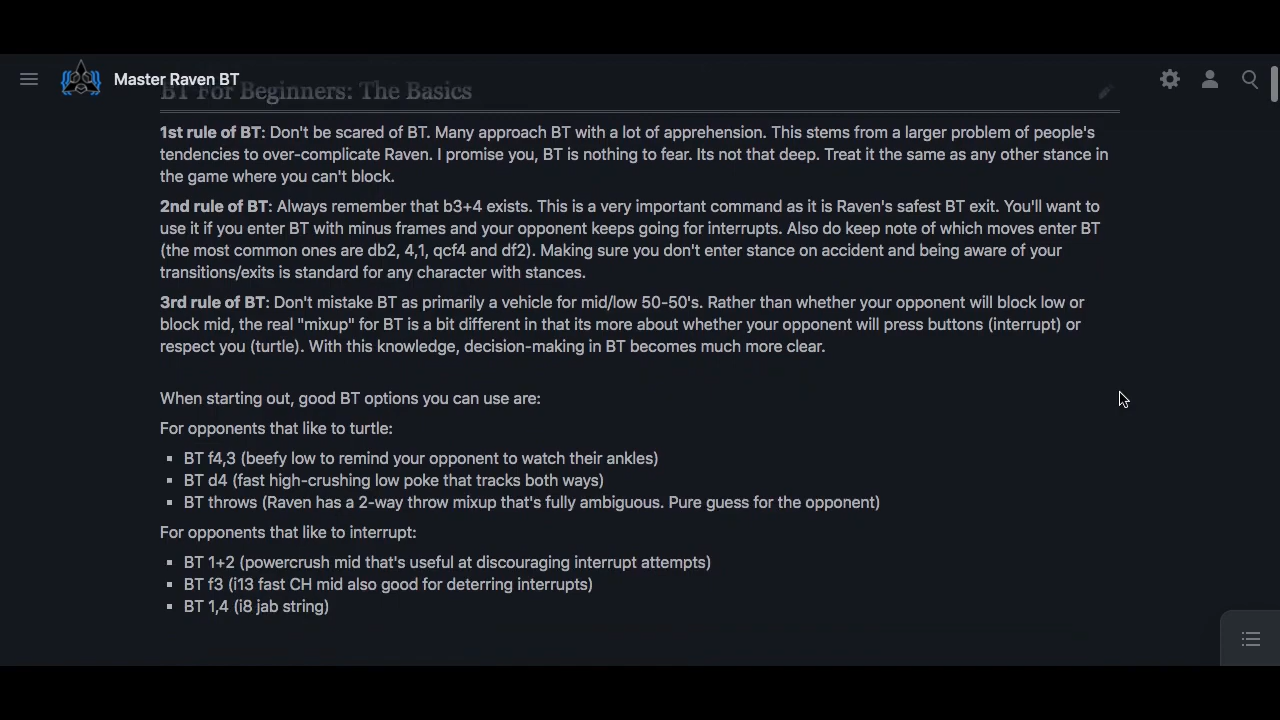 Master Raven BT
BT For Beginners: The Basics
1st rule of BT: Don't be scared of BT. Many approach BT with a lot of apprehension. This stems from a larger problem of people's
tendencies to over-complicate Raven. I promise you, BT is nothing to fear. Its not that deep. Treat it the same as any other stance in
the game where you can't block.
2nd rule of BT: Always remember that b3+4 exists. This is a very important command as it is Raven's safest BT exit. You'll want to
use it if you enter BT with minus frames and your opponent keeps going for interrupts. Also do keep note of which moves enter BT
(the most common ones are db2, 4,1, qcf4 and df2). Making sure you don't enter stance on accident and being aware of your
transitions/exits is standard for any character with stances.
3rd rule of BT: Don't mistake BT as primarily a vehicle for mid/low 50-50's. Rather than whether your opponent will block low or
block mid, the real "mixup" for BT is a bit different in that its more about whether your opponent will press buttons (interrupt) or
respect you (turtle). With this knowledge, decision-making in BT becomes much more clear.
When starting out, good BT options you can use are:
For opponents that like to turtle:
▪ BT f4,3 (beefy low to remind your opponent to watch their ankles)
▪ BT d4 (fast high-crushing low poke that tracks both ways)
▪ BT throws (Raven has a 2-way throw mixup that's fully ambiguous. Pure guess for the opponent)
For opponents that like to interrupt:
▪ BT 1+2 (powercrush mid that's useful at discouraging interrupt attempts)
▪ BT f3 (i13 fast CH mid also good for deterring interrupts)
▪ BT 1,4 (i8 jab string)